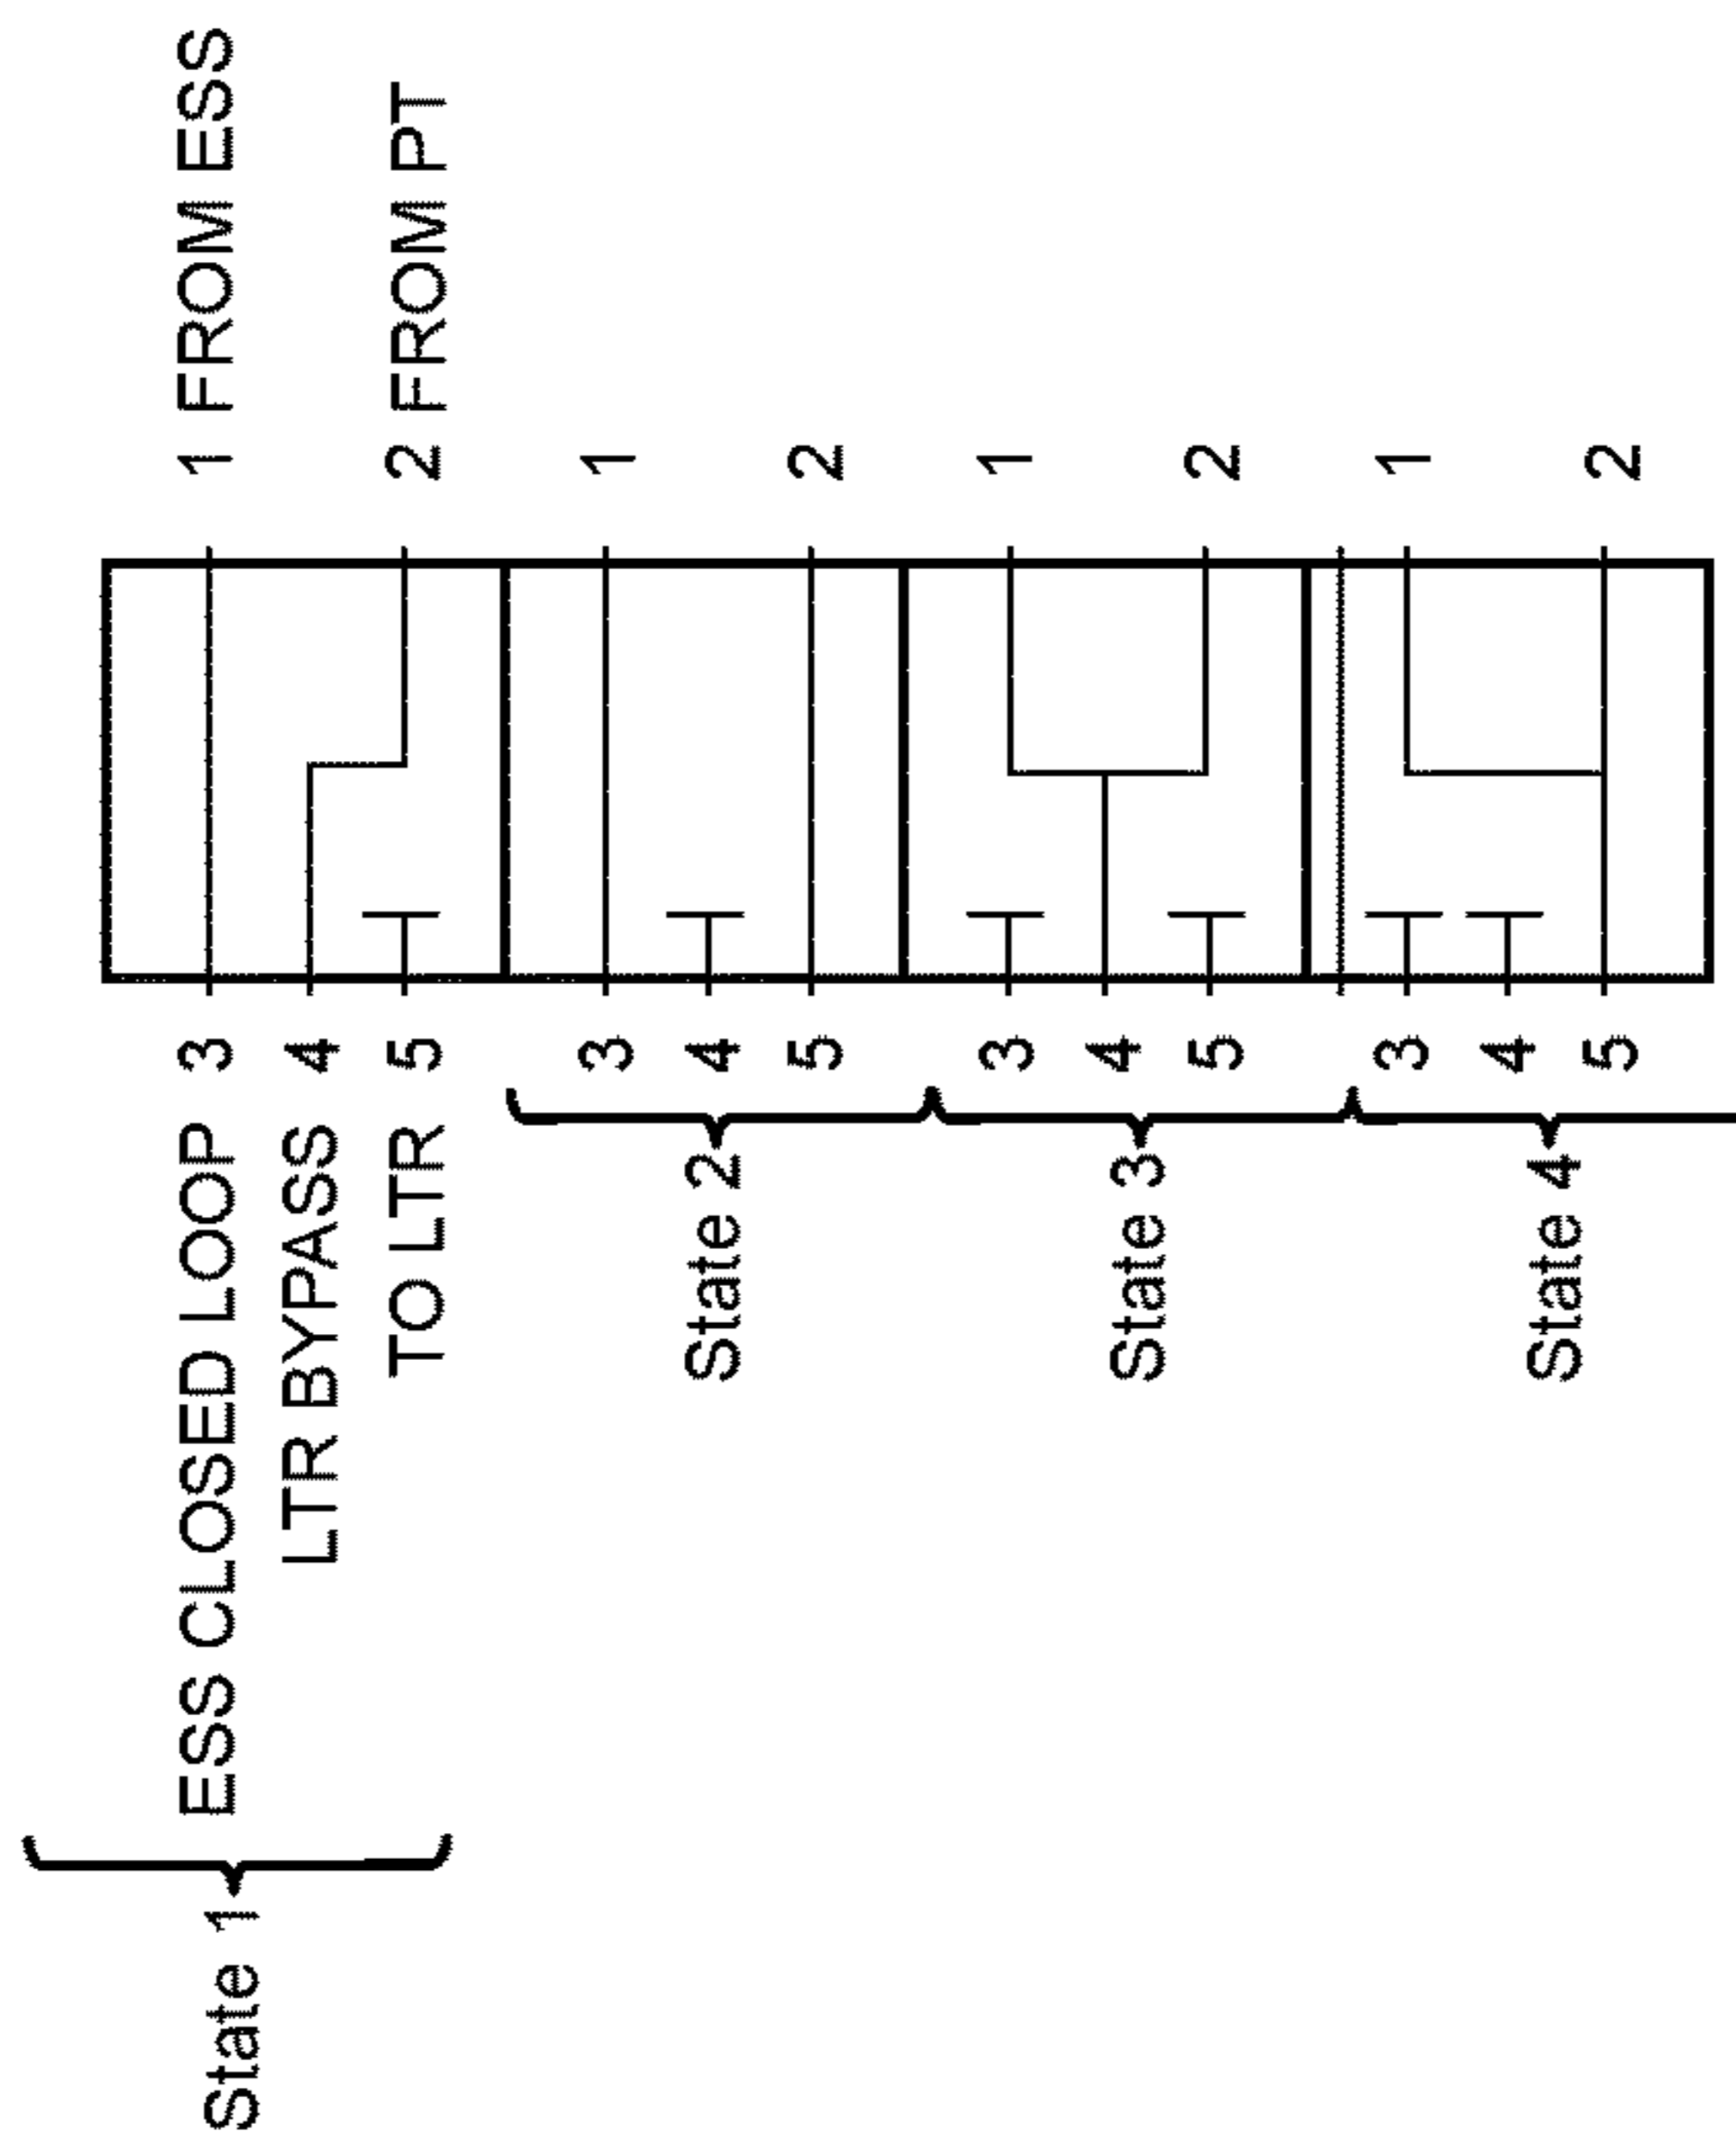 State 1
ESS CLOSED LOOP 3 1 FROM ESS
LTR BYPASS 4
TO LTR 5 2 FROM PT
3 1
State 2 4
5 2
3 1
State 3 4
5 2
3 1
State 4 4
5 2